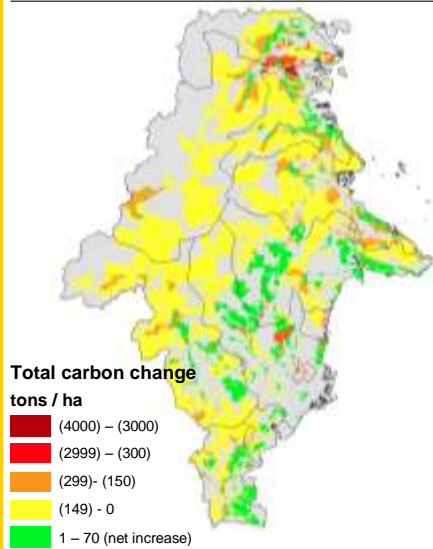 Total carbon change
tons / ha
(4000) – (3000)
(2999) – (300)
(299)- (150)
(149) - 0
1 – 70 (net increase)